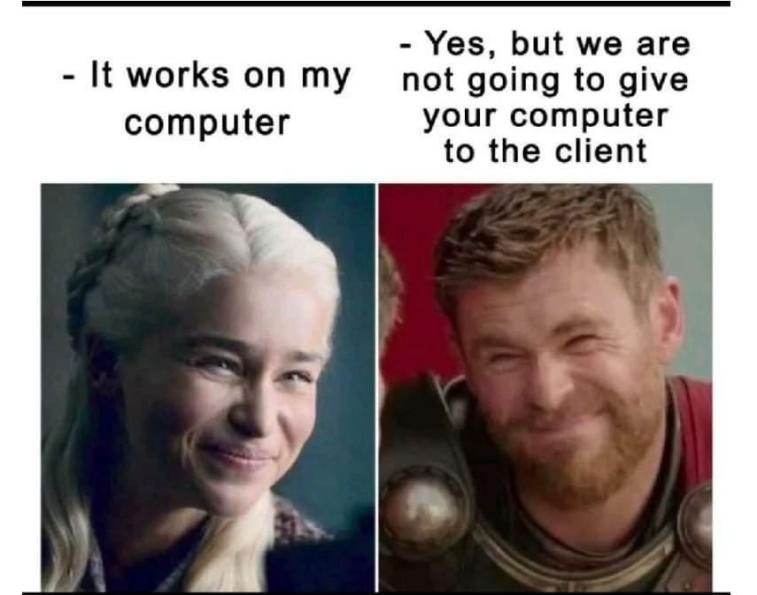 - It works on my
computer
- Yes, but we are
not going to give
your computer
to the client